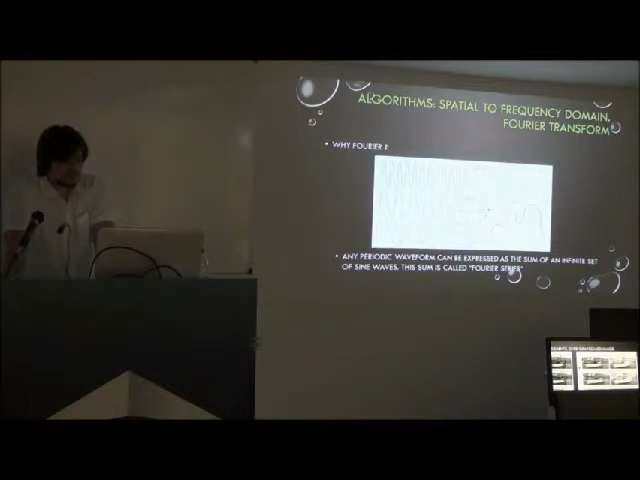 ALGORITHMS: SPATIAL TO FREQUENCY DOMAIN.
FOURIER TRANSFORM
• WHY FOURIER ?
• ANY PERIODIC WAVEFORM CAN BE EXPRESSED AS THE SUM OF AN INFINITE SET
OF SINE WAVES. THIS SUM IS CALLED "FOURIER SERIES"